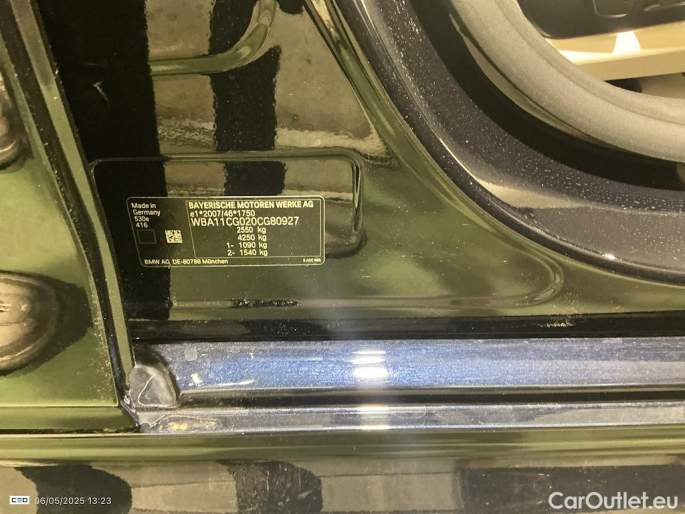 Made in
Germany
530e
416
BAYERISCHE MOTOREN WERKE AG
e1*2007/46*1750
WBA11CG020CG80927
2550 kg
4250 kg
1- 1090 kg
2- 1540 kg
BMW AG, DE-80788 München
06/05/2025 13:23
CarOutlet.eu